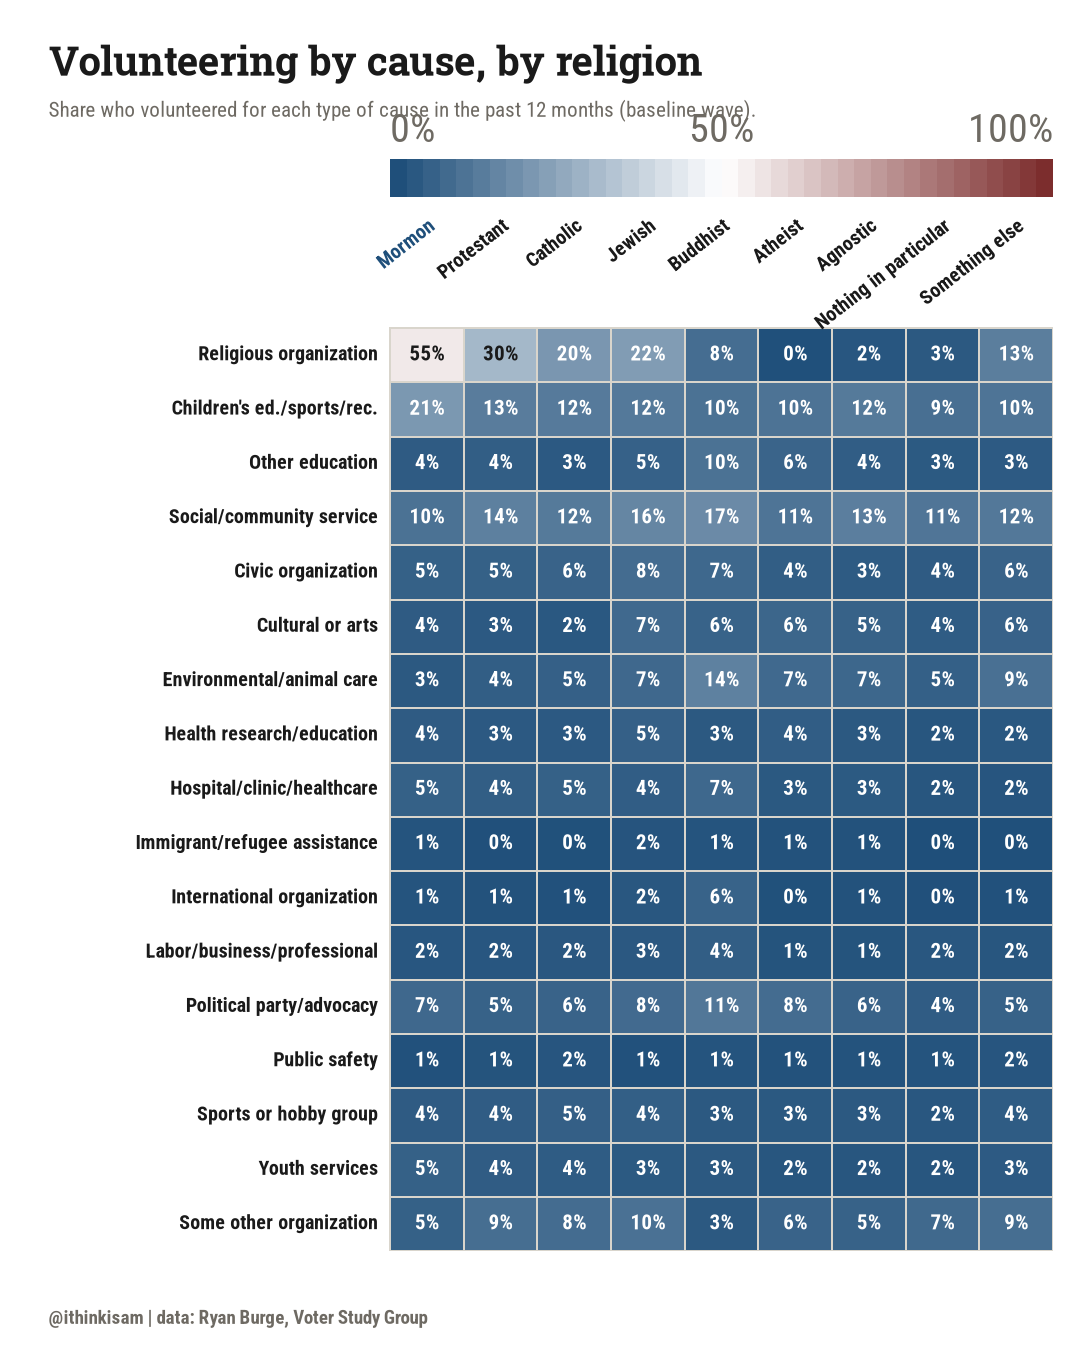 Volunteering by cause, by religion
Share who volunteered for each type of cause in the past 12 months (baseline wave).
0% 50% 100%
Mormon Protestant Catholic Jewish Buddhist Atheist Agnostic Nothing in particular Something else
Religious organization 55% 30% 20% 22% 8% 0% 2% 3% 13%
Children's ed./sports/rec. 21% 13% 12% 12% 10% 10% 12% 9% 10%
Other education 4% 4% 3% 5% 10% 6% 4% 3% 3%
Social/community service 10% 14% 12% 16% 17% 11% 13% 11% 12%
Civic organization 5% 5% 6% 8% 7% 4% 3% 4% 6%
Cultural or arts 4% 3% 2% 7% 6% 6% 5% 4% 6%
Environmental/animal care 3% 4% 5% 7% 14% 7% 7% 5% 9%
Health research/education 4% 3% 3% 5% 3% 4% 3% 2% 2%
Hospital/clinic/healthcare 5% 4% 5% 4% 7% 3% 3% 2% 2%
Immigrant/refugee assistance 1% 0% 0% 2% 1% 1% 1% 0% 0%
International organization 1% 1% 1% 2% 6% 0% 1% 0% 1%
Labor/business/professional 2% 2% 2% 3% 4% 1% 1% 2% 2%
Political party/advocacy 7% 5% 6% 8% 11% 8% 6% 4% 5%
Public safety 1% 1% 2% 1% 1% 1% 1% 1% 2%
Sports or hobby group 4% 4% 5% 4% 3% 3% 3% 2% 4%
Youth services 5% 4% 4% 3% 3% 2% 2% 2% 3%
Some other organization 5% 9% 8% 10% 3% 6% 5% 7% 9%
@ithinkisam | data: Ryan Burge, Voter Study Group